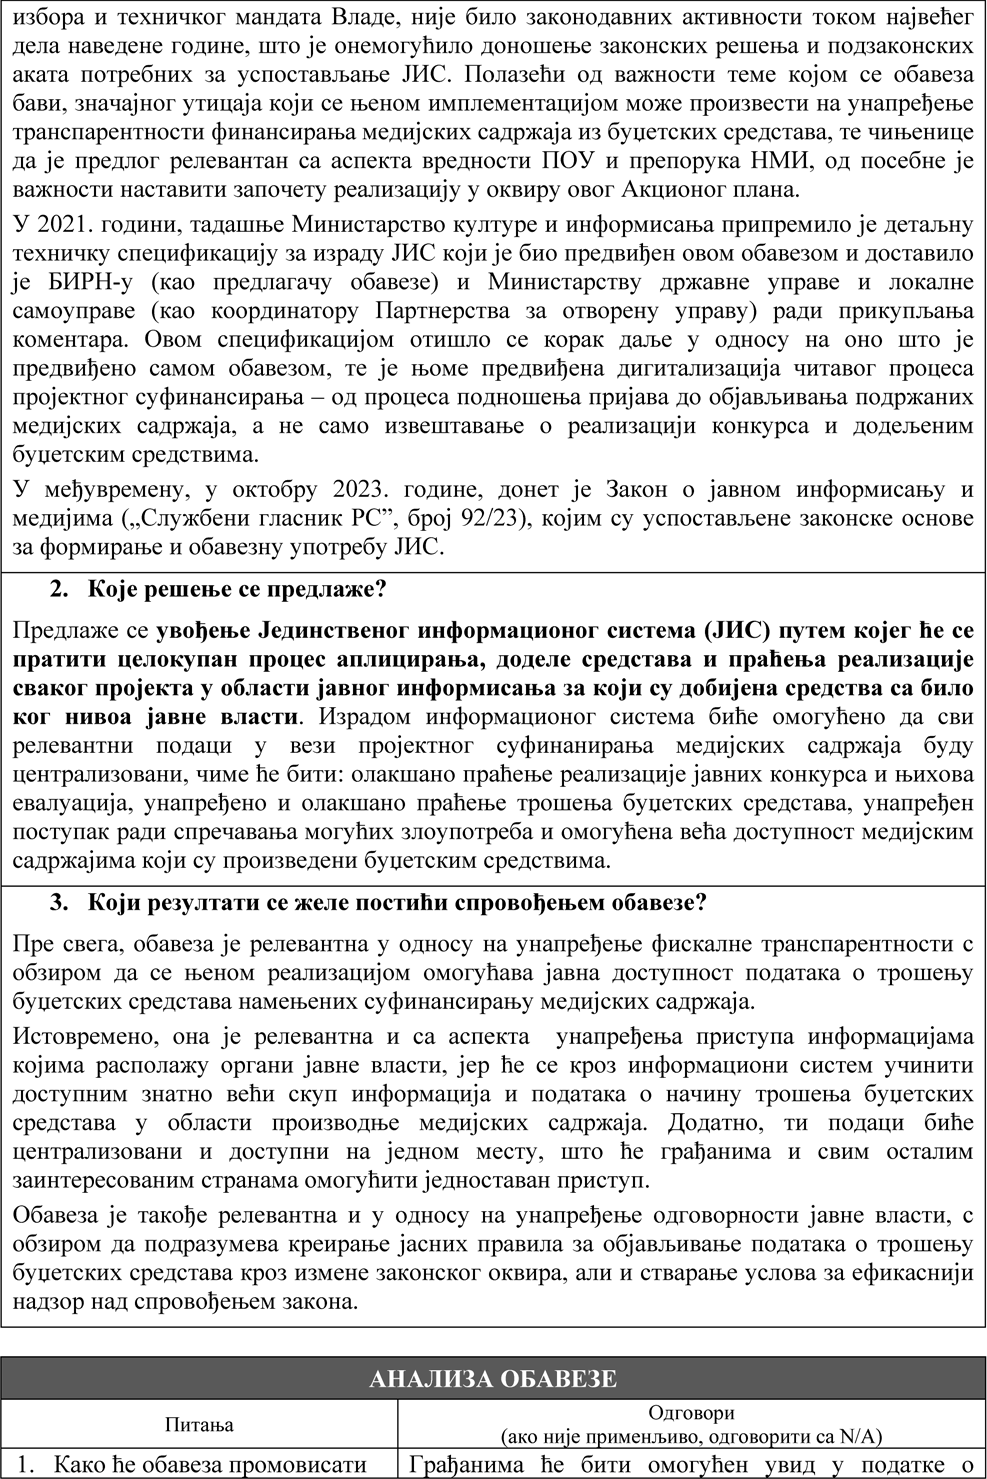 избора и техничког мандата Владе, није било законодавних активности током највећег
дела наведене године, што је онемогућило доношење законских решења и подзаконских
аката потребних за успостављање ЈИС. Полазећи од важности теме којом се обавеза
бави, значајног утицаја који се њеном имплементацијом може произвести на унапређење
транспарентности финансирања медијских садржаја из буџетских средстава, те чињенице
да је предлог релевантан са аспекта вредности ПОУ и препорука НМИ, од посебне је
важности наставити започету реализацију у оквиру овог Акционог плана.
У 2021. години, тадашње Министарство културе и информисања припремило је детаљну
техничку спецификацију за израду ЈИС који је био предвиђен овом обавезом и доставило
је БИРН-у (као предлагачу обавезе) и Министарству државне управе и локалне
самоуправе (као координатору Партнерства за отворену управу) ради прикупљања
коментара. Овом спецификацијом отишло се корак даље у односу на оно што је
предвиђено самом обавезом, те је њоме предвиђена дигитализација читавог процеса
пројектног суфинансирања – од процеса подношења пријава до објављивања подржаних
медијских садржаја, а не само извештавање о реализацији конкурса и додељеним
буџетским средствима.
У међувремену, у октобру 2023. године, донет је Закон о јавном информисању и
медијима („Службени гласник РС”, број 92/23), којим су успостављене законске основе
за формирање и обавезну употребу ЈИС.
2. Које решење се предлаже?
Предлаже се увођење Јединственог информационог система (ЈИС) путем којег ће се
пратити целокупан процес аплицирања, доделе средстава и праћења реализације
сваког пројекта у области јавног информисања за који су добијена средства са било
ког нивоа јавне власти. Израдом информационог система биће омогућено да сви
релевантни подаци у вези пројектног суфинанирања медијских садржаја буду
централизовани, чиме ће бити: олакшано праћење реализације јавних конкурса и њихова
евалуација, унапређено и олакшано праћење трошења буџетских средстава, унапређен
поступак ради спречавања могућих злоупотреба и омогућена већа доступност медијским
садржајима који су произведени буџетским средствима.
3. Који резултати се желе постићи спровођењем обавезе?
Пре свега, обавеза је релевантна у односу на унапређење фискалне транспарентности с
обзиром да се њеном реализацијом омогућава јавна доступност података о трошењу
буџетских средстава намењених суфинансирању медијских садржаја.
Истовремено, она је релевантна и са аспекта унапређења приступа информацијама
којима располажу органи јавне власти, јер ће се кроз информациони систем учинити
доступним знатно већи скуп информација и података о начину трошења буџетских
средстава у области производње медијских садржаја. Додатно, ти подаци биће
централизовани и доступни на једном месту, што ће грађанима и свим осталим
заинтересованим странама омогућити једноставан приступ.
Обавеза је такође релевантна и у односу на унапређење одговорности јавне власти, с
обзиром да подразумева креирање јасних правила за објављивање података о трошењу
буџетских средстава кроз измене законског оквира, али и стварање услова за ефикаснији
надзор над спровођењем закона.
АНАЛИЗА ОБАВЕЗЕ
Питања
Одговори
(ако није применљиво, одговорити са N/A)
1. Како ће обавеза промовисати
Грађанима ће бити омогућен увид у податке о